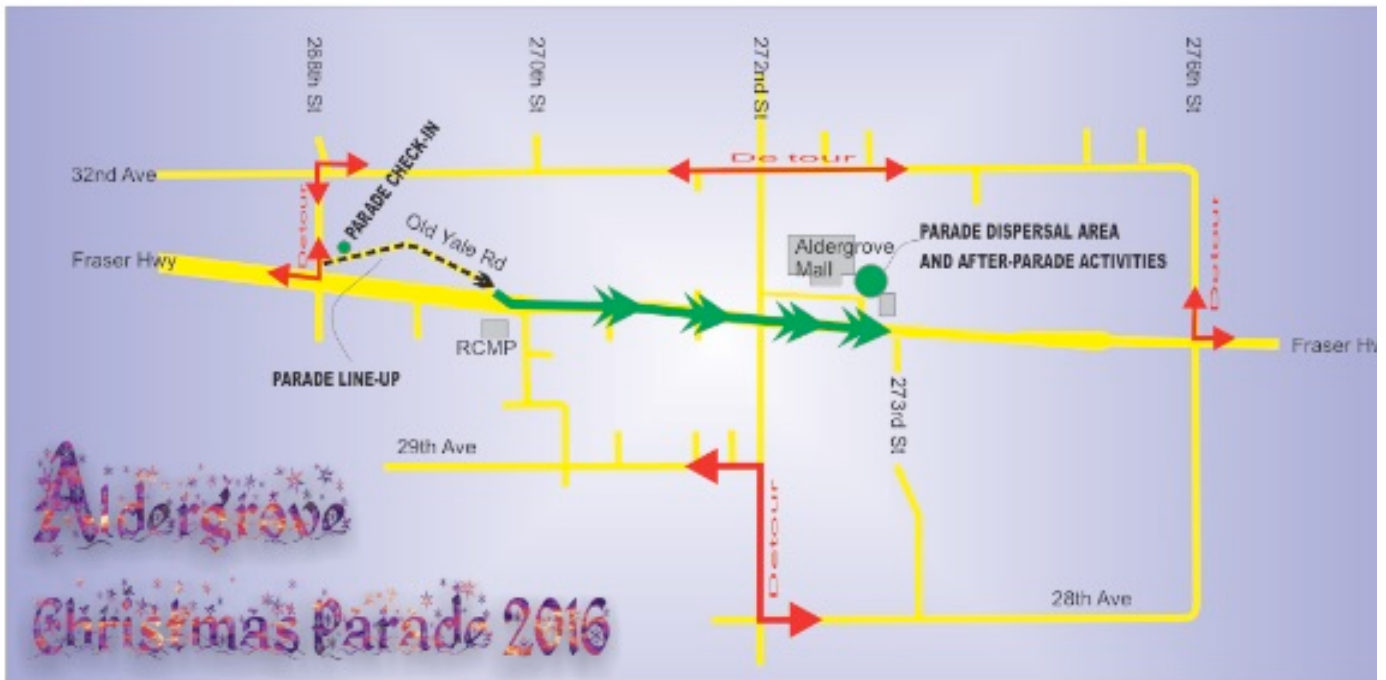 268th St
270th St
272nd St
276th St
PARADE CHECK-IN
De tour
32nd Ave
Detour
Old Yale Rd
Fraser Hwy
Aldergrove
Mall
PARADE DISPERSAL AREA
AND AFTER-PARADE ACTIVITIES
Detour
RCMP
Fraser Hw
PARADE LINE-UP
273rd St
29th Ave
Detour
28th Ave
Aldergrove
Christmas Parade 2016